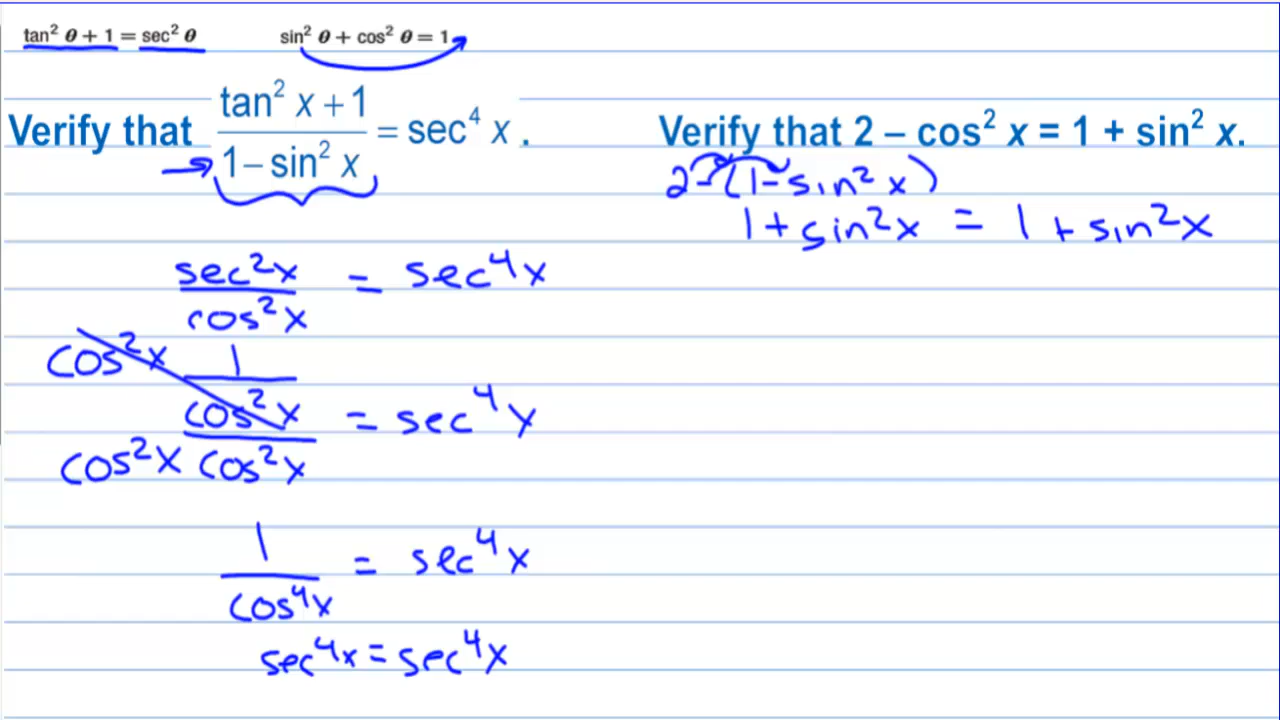 tan² θ + 1 = sec² θ
sin² θ + cos² θ = 1
Verify that (tan² x + 1)/(1 – sin² x) = sec⁴ x .
sec²x/cos²x = sec⁴x
cos²x 1/cos²x
cos²x cos²x = sec⁴x
1/cos⁴x = sec⁴x
sec⁴x = sec⁴x
Verify that 2 – cos² x = 1 + sin² x.
2-(1-sin²x)
1+sin²x = 1+sin²x